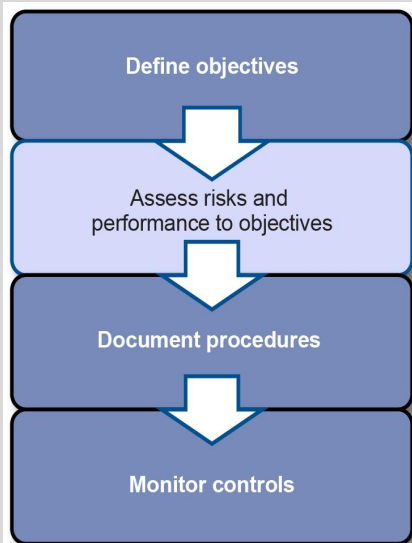 Define objectives
Assess risks and
performance to objectives
Document procedures
Monitor controls